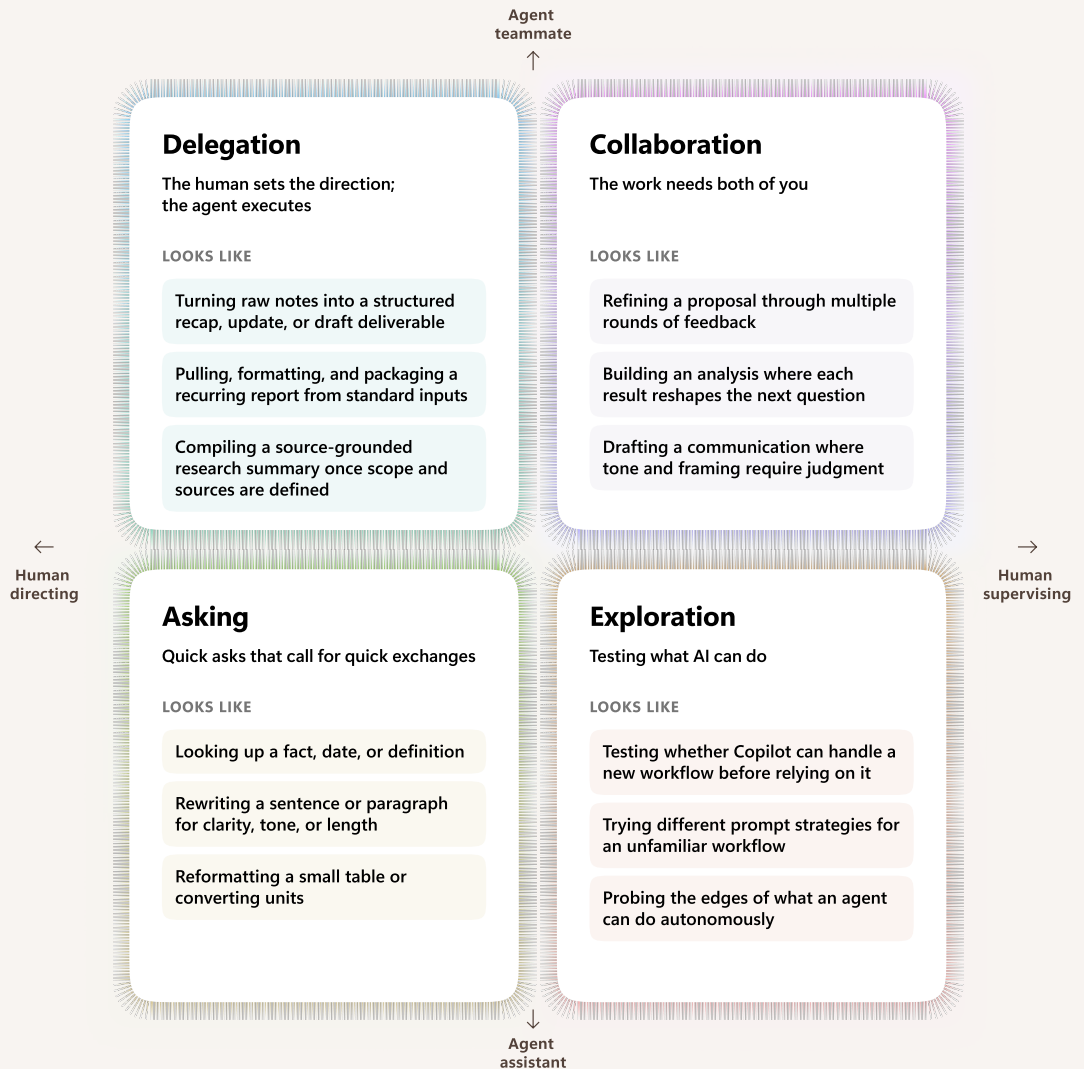 Agent
teammate
Delegation
The human sets the direction;
the agent executes
LOOKS LIKE
Turning raw notes into a structured
recap, update, or draft deliverable
Pulling, formatting, and packaging a
recurring report from standard inputs
Compiling a source-grounded
research summary once scope and
sources are defined
Collaboration
The work needs both of you
LOOKS LIKE
Refining a proposal through multiple
rounds of feedback
Building an analysis where each
result reshapes the next question
Drafting a communication where
tone and framing require judgment
Human
directing
Human
supervising
Asking
Quick asks that call for quick exchanges
LOOKS LIKE
Looking up a fact, date, or definition
Rewriting a sentence or paragraph
for clarity, tone, or length
Reformatting a small table or
converting units
Exploration
Testing what AI can do
LOOKS LIKE
Testing whether Copilot can handle a
new workflow before relying on it
Trying different prompt strategies for
an unfamiliar workflow
Probing the edges of what an agent
can do autonomously
Agent
assistant